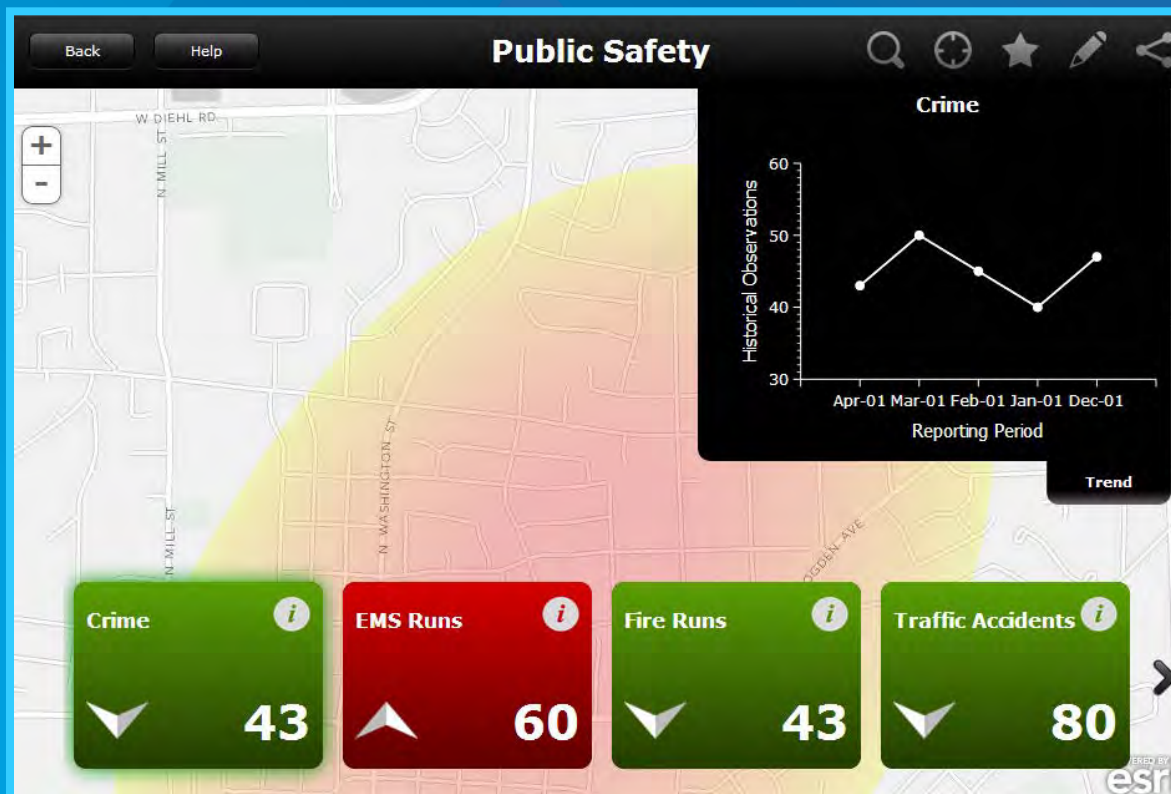 Back
Help
Public Safety
+
-
W DIEHL RD
N MILL ST
N WASHINGTON ST
N MILL ST
OGDEN AVE
Crime
Historical Observations
60
50
40
30
Apr-01 Mar-01 Feb-01 Jan-01 Dec-01
Reporting Period
Trend
Crime
i
43
EMS Runs
i
60
Fire Runs
i
43
Traffic Accidents
i
80
POWERED BY
esri